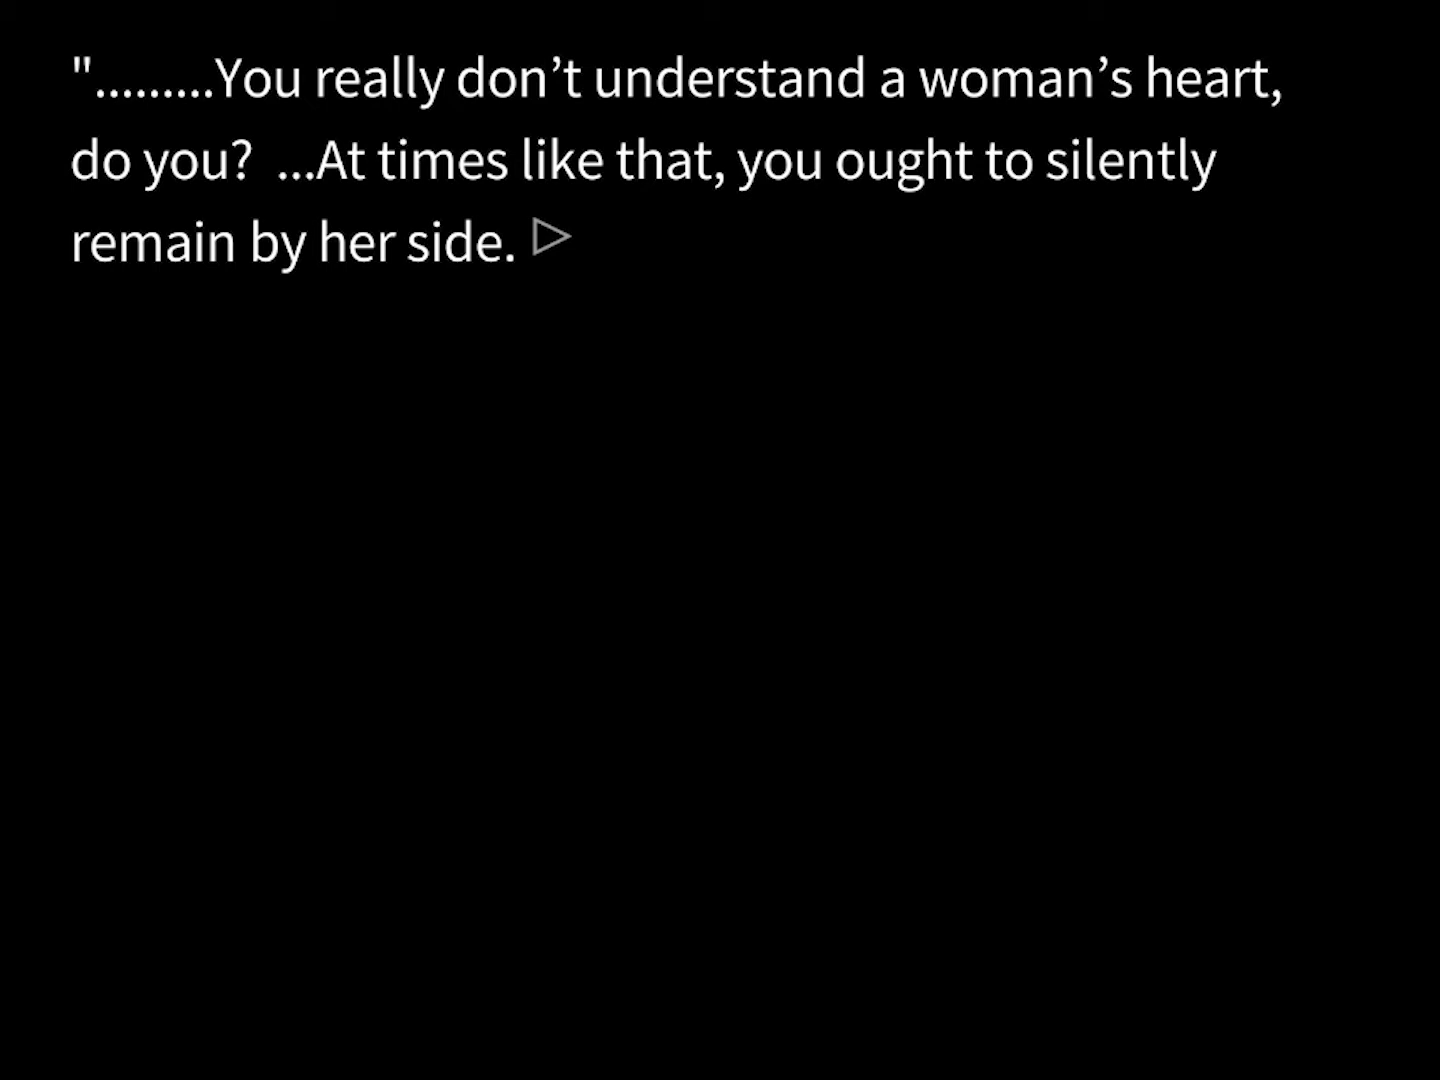 ".........You really don’t understand a woman’s heart,
do you?  ...At times like that, you ought to silently
remain by her side.